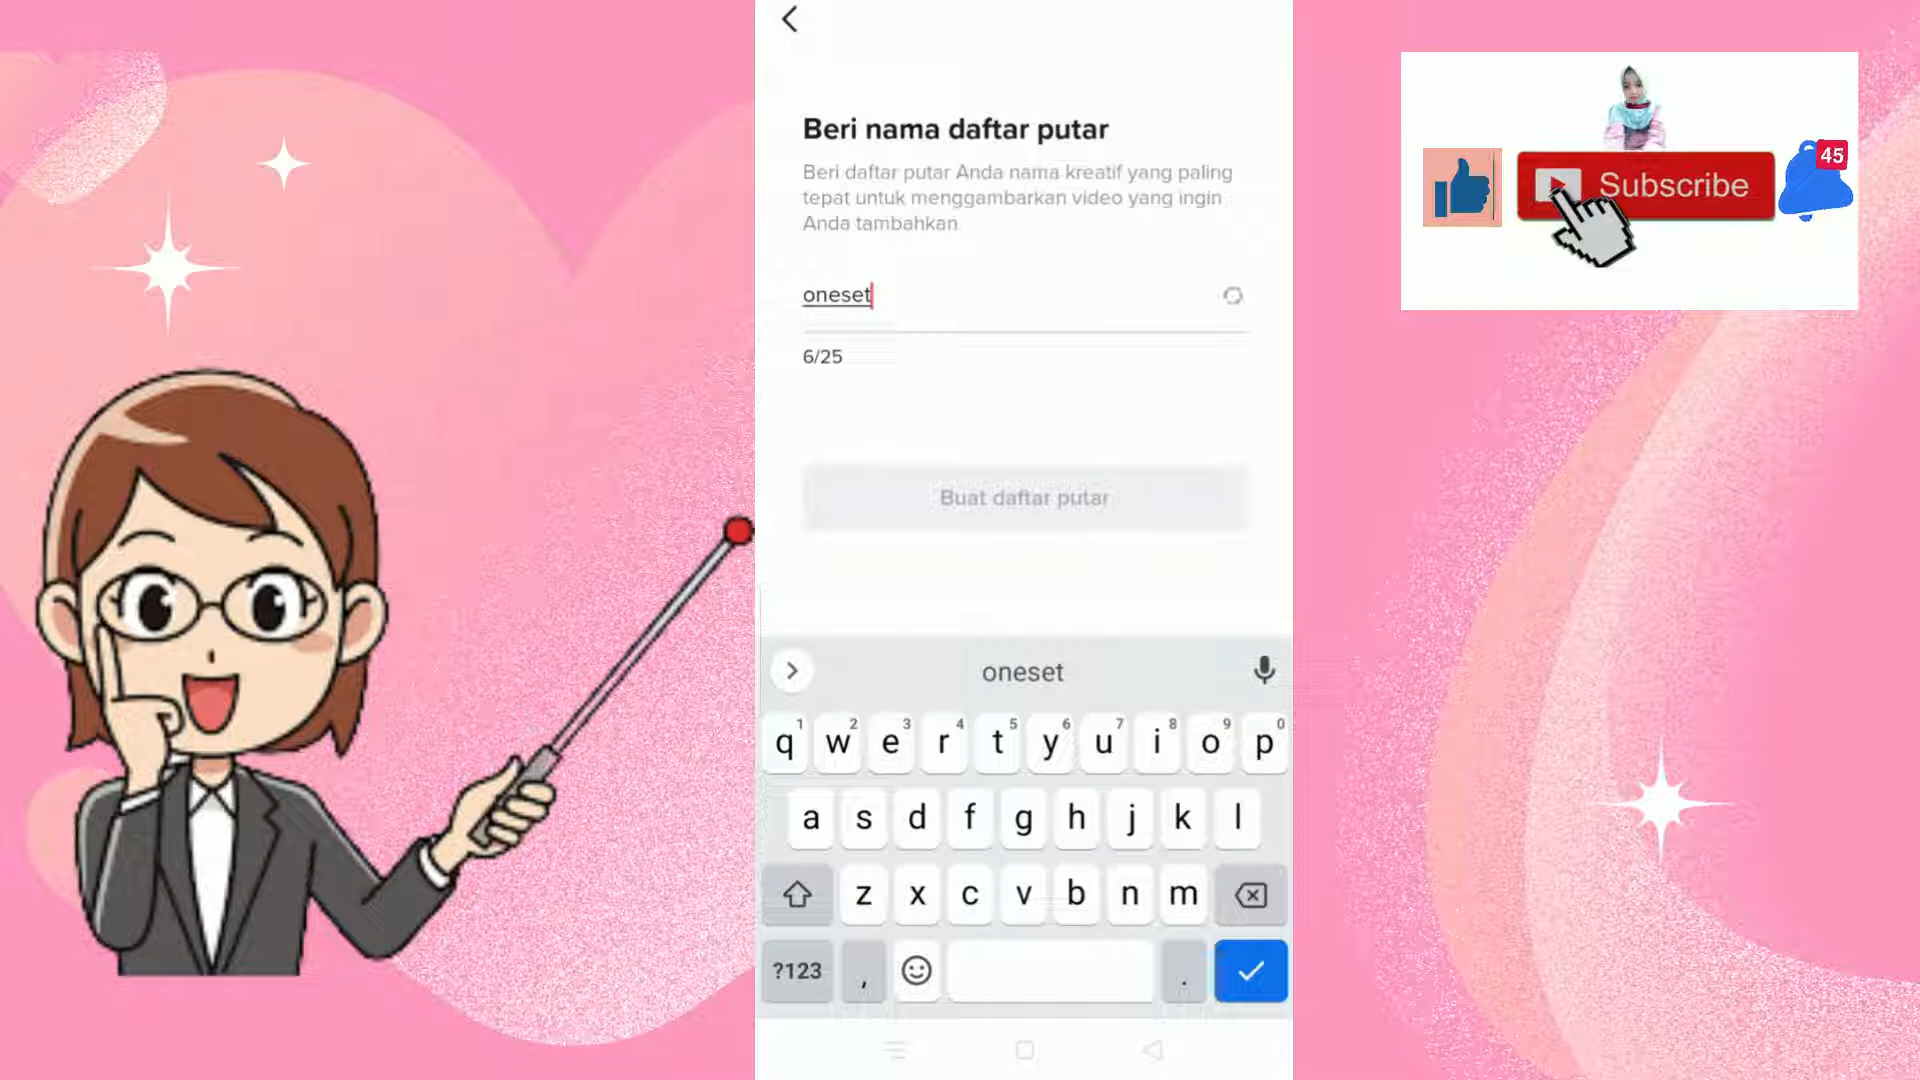 Beri nama daftar putar
Beri daftar putar Anda nama kreatif yang paling
tepat untuk menggambarkan video yang ingin
Anda tambahkan.
oneset
6/25
Buat daftar putar
45
Subscribe
oneset
1 2 3 4 5 6 7 8 9 0
q w e r t y u i o p
a s d f g h j k l
z x c v b n m
?123 , .